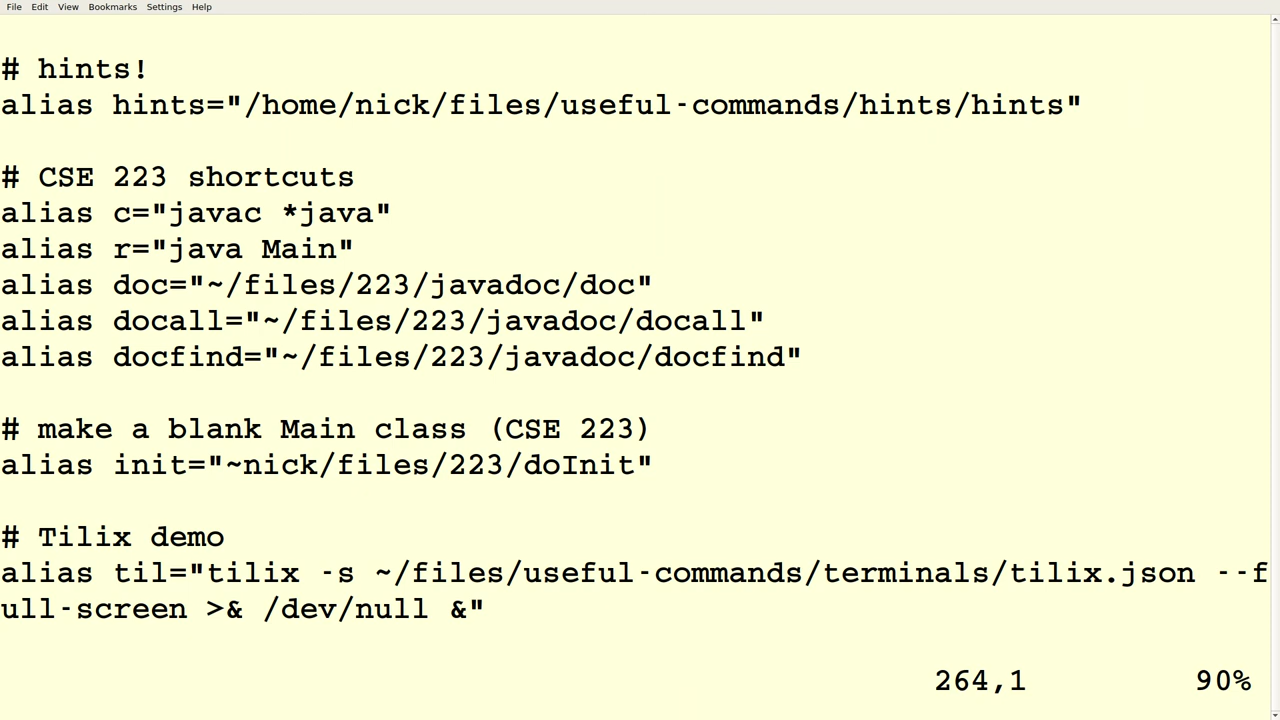 File Edit View Bookmarks Settings Help
# hints!
alias hints="/home/nick/files/useful-commands/hints/hints"
# CSE 223 shortcuts
alias c="javac *java"
alias r="java Main"
alias doc="~/files/223/javadoc/doc"
alias docall="~/files/223/javadoc/docall"
alias docfind="~/files/223/javadoc/docfind"
# make a blank Main class (CSE 223)
alias init="~nick/files/223/doInit"
# Tilix demo
alias til="tilix -s ~/files/useful-commands/terminals/tilix.json --f
ull-screen >& /dev/null &"
264,1 90%